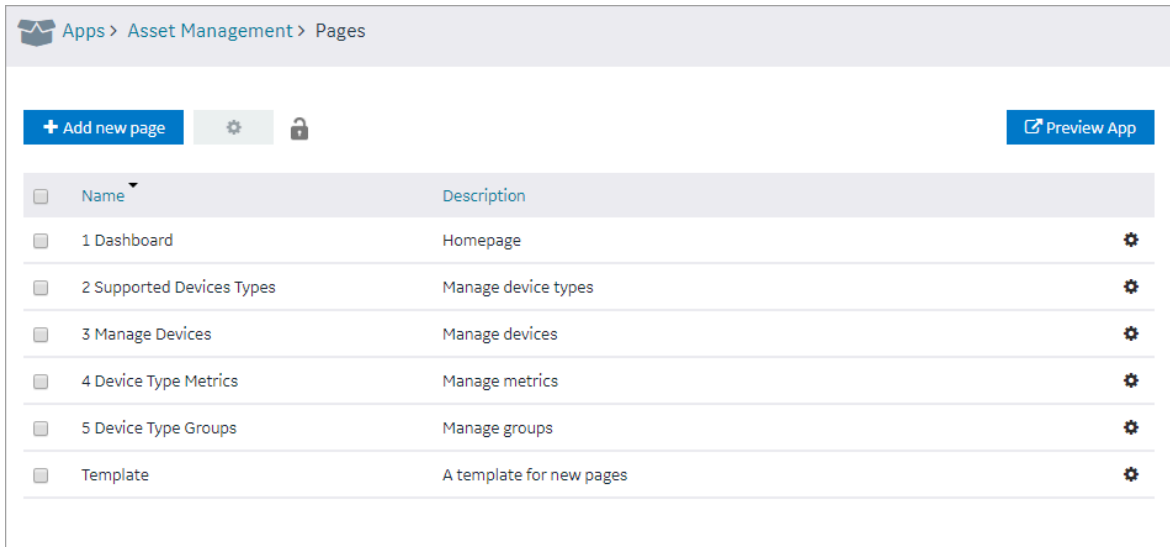 Apps > Asset Management > Pages
+ Add new page
Preview App
Name Description
1 Dashboard Homepage
2 Supported Devices Types Manage device types
3 Manage Devices Manage devices
4 Device Type Metrics Manage metrics
5 Device Type Groups Manage groups
Template A template for new pages